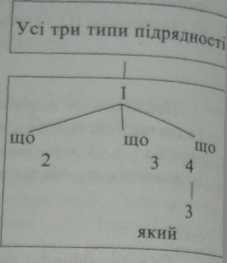 Усі три типи підрядності
І
що що що
2 3 4
3
який